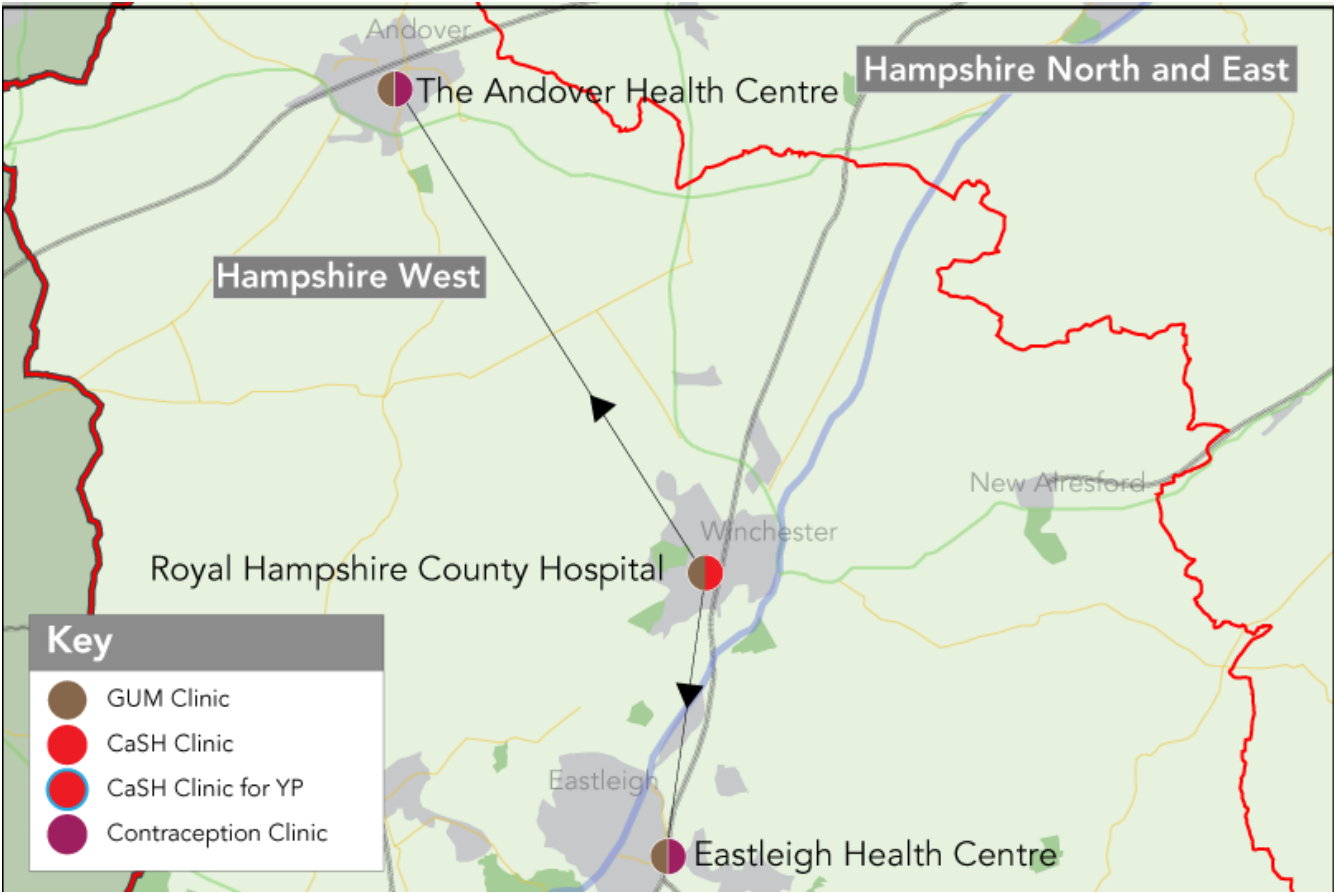 Andover
The Andover Health Centre
Hampshire North and East
Hampshire West
New Alresford
Winchester
Royal Hampshire County Hospital
Key
GUM Clinic
CaSH Clinic
CaSH Clinic for YP
Contraception Clinic
Eastleigh
Eastleigh Health Centre